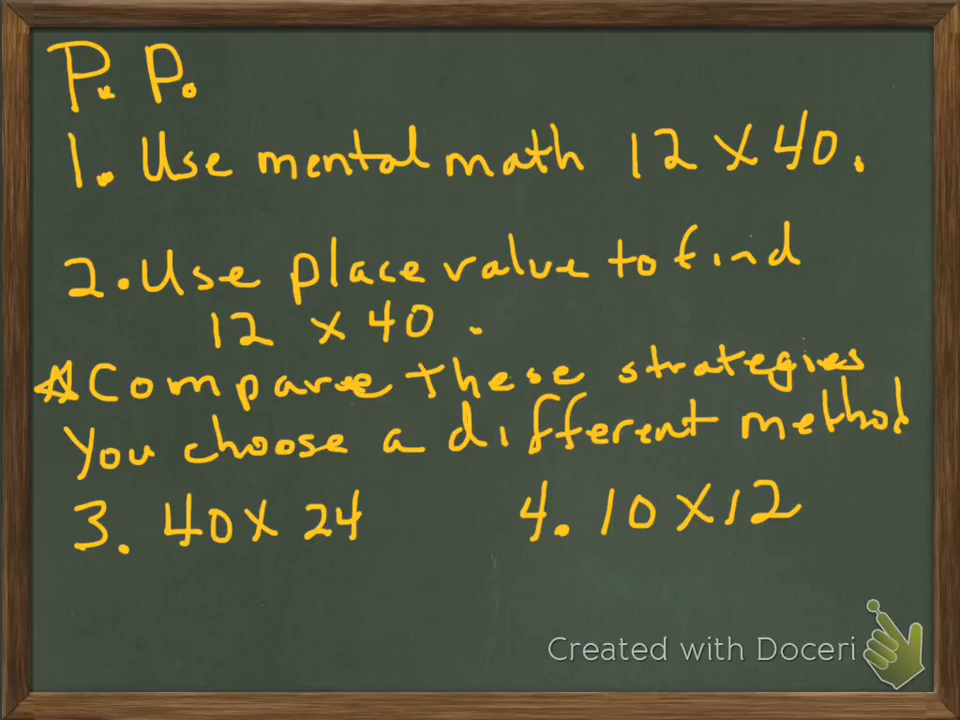 P. P.
1. Use mental math 12 X 40.
2. Use place value to find
12 x 40.
☆Compare these strategies
You choose a different method
3. 40 x 24 4. 10 X 12
Created with Doceri